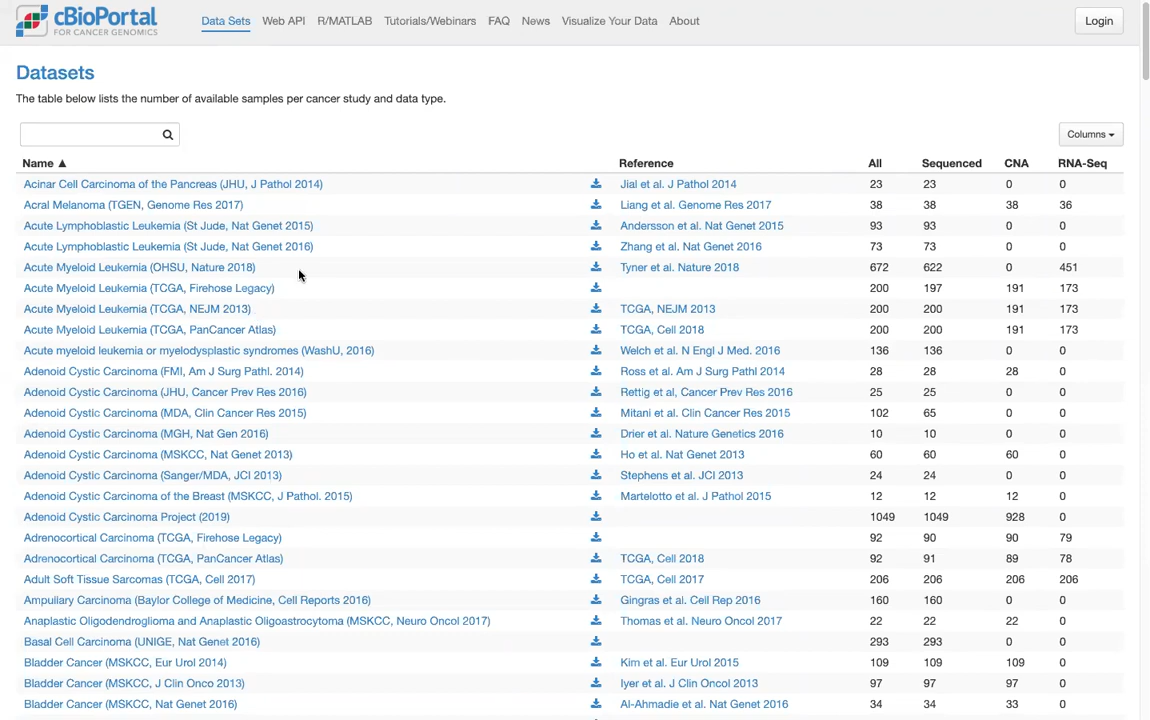 cBioPortal
FOR CANCER GENOMICS
Data Sets Web API R/MATLAB Tutorials/Webinars FAQ News Visualize Your Data About Login
Datasets
The table below lists the number of available samples per cancer study and data type.
Columns
Name ▲ Reference All Sequenced CNA RNA-Seq
Acinar Cell Carcinoma of the Pancreas (JHU, J Pathol 2014) Jial et al. J Pathol 2014 23 23 0 0
Acral Melanoma (TGEN, Genome Res 2017) Liang et al. Genome Res 2017 38 38 38 36
Acute Lymphoblastic Leukemia (St Jude, Nat Genet 2015) Andersson et al. Nat Genet 2015 93 93 0 0
Acute Lymphoblastic Leukemia (St Jude, Nat Genet 2016) Zhang et al. Nat Genet 2016 73 73 0 0
Acute Myeloid Leukemia (OHSU, Nature 2018) Tyner et al. Nature 2018 672 622 0 451
Acute Myeloid Leukemia (TCGA, Firehose Legacy) 200 197 191 173
Acute Myeloid Leukemia (TCGA, NEJM 2013) TCGA, NEJM 2013 200 200 191 173
Acute Myeloid Leukemia (TCGA, PanCancer Atlas) TCGA, Cell 2018 200 200 191 173
Acute myeloid leukemia or myelodysplastic syndromes (WashU, 2016) Welch et al. N Engl J Med. 2016 136 136 0 0
Adenoid Cystic Carcinoma (FMI, Am J Surg Pathl. 2014) Ross et al. Am J Surg Pathl 2014 28 28 28 0
Adenoid Cystic Carcinoma (JHU, Cancer Prev Res 2016) Rettig et al, Cancer Prev Res 2016 25 25 0 0
Adenoid Cystic Carcinoma (MDA, Clin Cancer Res 2015) Mitani et al. Clin Cancer Res 2015 102 65 0 0
Adenoid Cystic Carcinoma (MGH, Nat Gen 2016) Drier et al. Nature Genetics 2016 10 10 0 0
Adenoid Cystic Carcinoma (MSKCC, Nat Genet 2013) Ho et al. Nat Genet 2013 60 60 60 0
Adenoid Cystic Carcinoma (Sanger/MDA, JCI 2013) Stephens et al. JCI 2013 24 24 0 0
Adenoid Cystic Carcinoma of the Breast (MSKCC, J Pathol. 2015) Martelotto et al. J Pathol 2015 12 12 12 0
Adenoid Cystic Carcinoma Project (2019) 1049 1049 928 0
Adrenocortical Carcinoma (TCGA, Firehose Legacy) 92 90 90 79
Adrenocortical Carcinoma (TCGA, PanCancer Atlas) TCGA, Cell 2018 92 91 89 78
Adult Soft Tissue Sarcomas (TCGA, Cell 2017) TCGA, Cell 2017 206 206 206 206
Ampullary Carcinoma (Baylor College of Medicine, Cell Reports 2016) Gingras et al. Cell Rep 2016 160 160 0 0
Anaplastic Oligodendroglioma and Anaplastic Oligoastrocytoma (MSKCC, Neuro Oncol 2017) Thomas et al. Neuro Oncol 2017 22 22 22 0
Basal Cell Carcinoma (UNIGE, Nat Genet 2016) 293 293 0 0
Bladder Cancer (MSKCC, Eur Urol 2014) Kim et al. Eur Urol 2015 109 109 109 0
Bladder Cancer (MSKCC, J Clin Onco 2013) Iyer et al. J Clin Oncol 2013 97 97 97 0
Bladder Cancer (MSKCC, Nat Genet 2016) Al-Ahmadie et al. Nat Genet 2016 34 34 33 0